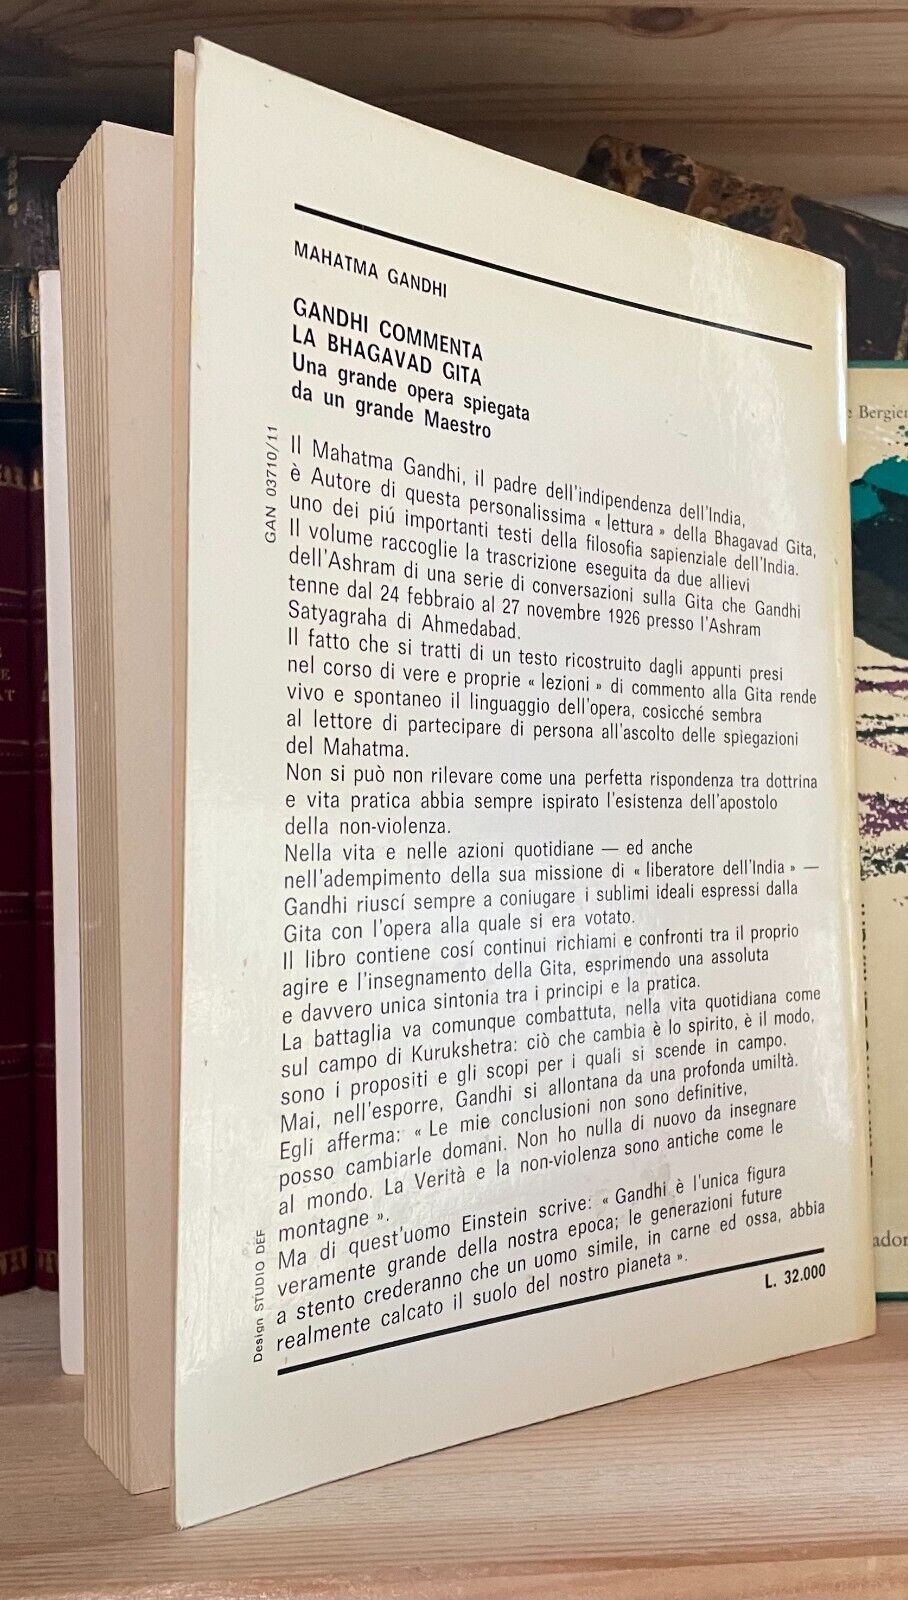 MAHATMA GANDHI
GANDHI COMMENTA
LA BHAGAVAD GITA
Una grande opera spiegata
da un grande Maestro
Il Mahatma Gandhi, il padre dell'indipendenza dell'India,
è Autore di questa personalissima « lettura » della Bhagavad Gita,
uno dei piú importanti testi della filosofia sapienziale dell'India.
Il volume raccoglie la trascrizione eseguita da due allievi
dell'Ashram di una serie di conversazioni sulla Gita che Gandhi
tenne dal 24 febbraio al 27 novembre 1926 presso l'Ashram
Satyagraha di Ahmedabad.
Il fatto che si tratti di un testo ricostruito dagli appunti presi
nel corso di vere e proprie « lezioni » di commento alla Gita rende
vivo e spontaneo il linguaggio dell'opera, cosicché sembra
al lettore di partecipare di persona all'ascolto delle spiegazioni
del Mahatma.
Non si può non rilevare come una perfetta rispondenza tra dottrina
e vita pratica abbia sempre ispirato l'esistenza dell'apostolo
della non-violenza.
Nella vita e nelle azioni quotidiane — ed anche
nell'adempimento della sua missione di « liberatore dell'India » —
Gandhi riuscí sempre a coniugare i sublimi ideali espressi dalla
Gita con l'opera alla quale si era votato.
Il libro contiene cosí continui richiami e confronti tra il proprio
agire e l'insegnamento della Gita, esprimendo una assoluta
e davvero unica sintonia tra i principi e la pratica.
La battaglia va comunque combattuta, nella vita quotidiana come
sul campo di Kurukshetra: ciò che cambia è lo spirito, è il modo,
sono i propositi e gli scopi per i quali si scende in campo.
Mai, nell'esporre, Gandhi si allontana da una profonda umiltà.
Egli afferma: « Le mie conclusioni non sono definitive,
posso cambiarle domani. Non ho nulla di nuovo da insegnare
al mondo. La Verità e la non-violenza sono antiche come le
montagne ».
Ma di quest'uomo Einstein scrive: « Gandhi è l'unica figura
veramente grande della nostra epoca; le generazioni future
a stento crederanno che un uomo simile, in carne ed ossa, abbia
realmente calcato il suolo del nostro pianeta ».
L. 32.000
GAN 03710/11
Design STUDIO DEF
Bergier